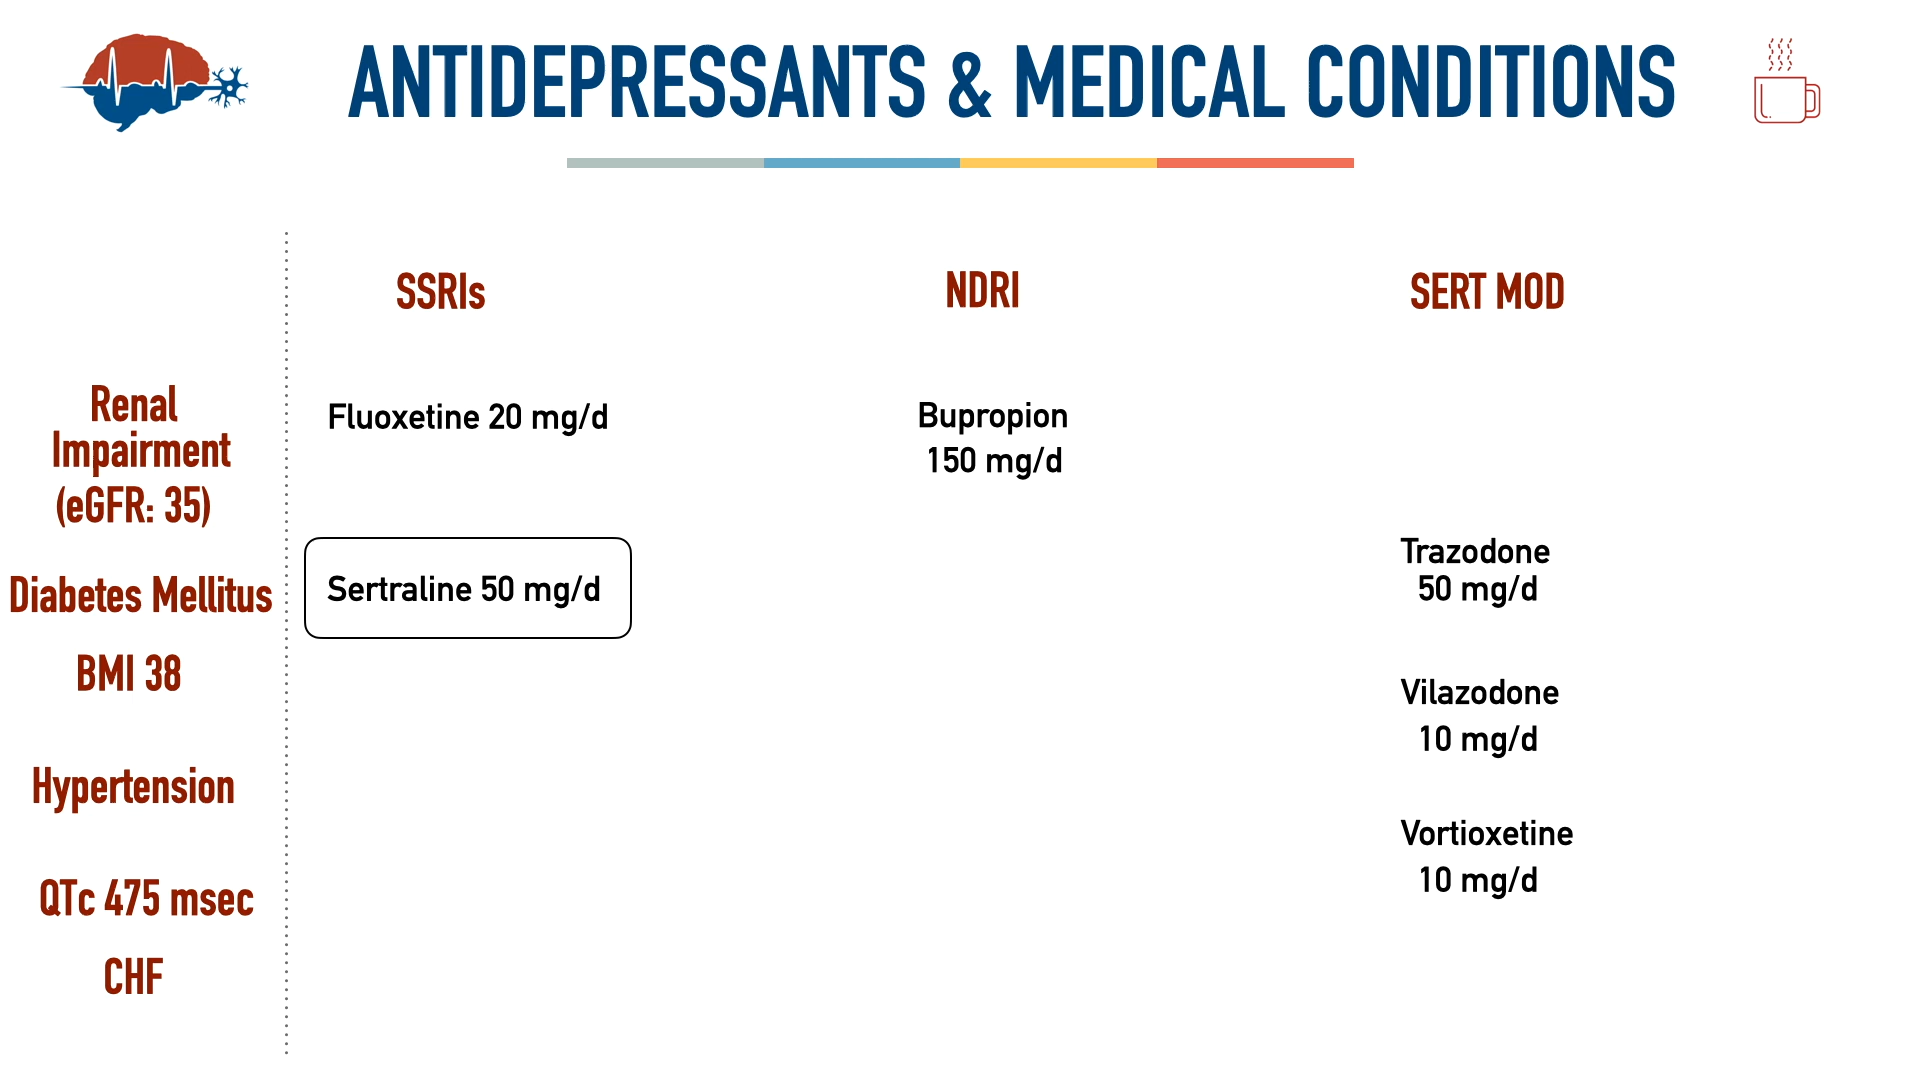 ANTIDEPRESSANTS & MEDICAL CONDITIONS
SSRIs
NDRI
SERT MOD
Renal
Impairment
(eGFR: 35)
Fluoxetine 20 mg/d
Bupropion
150 mg/d
Diabetes Mellitus
Sertraline 50 mg/d
Trazodone
50 mg/d
BMI 38
Vilazodone
10 mg/d
Hypertension
Vortioxetine
10 mg/d
QTc 475 msec
CHF